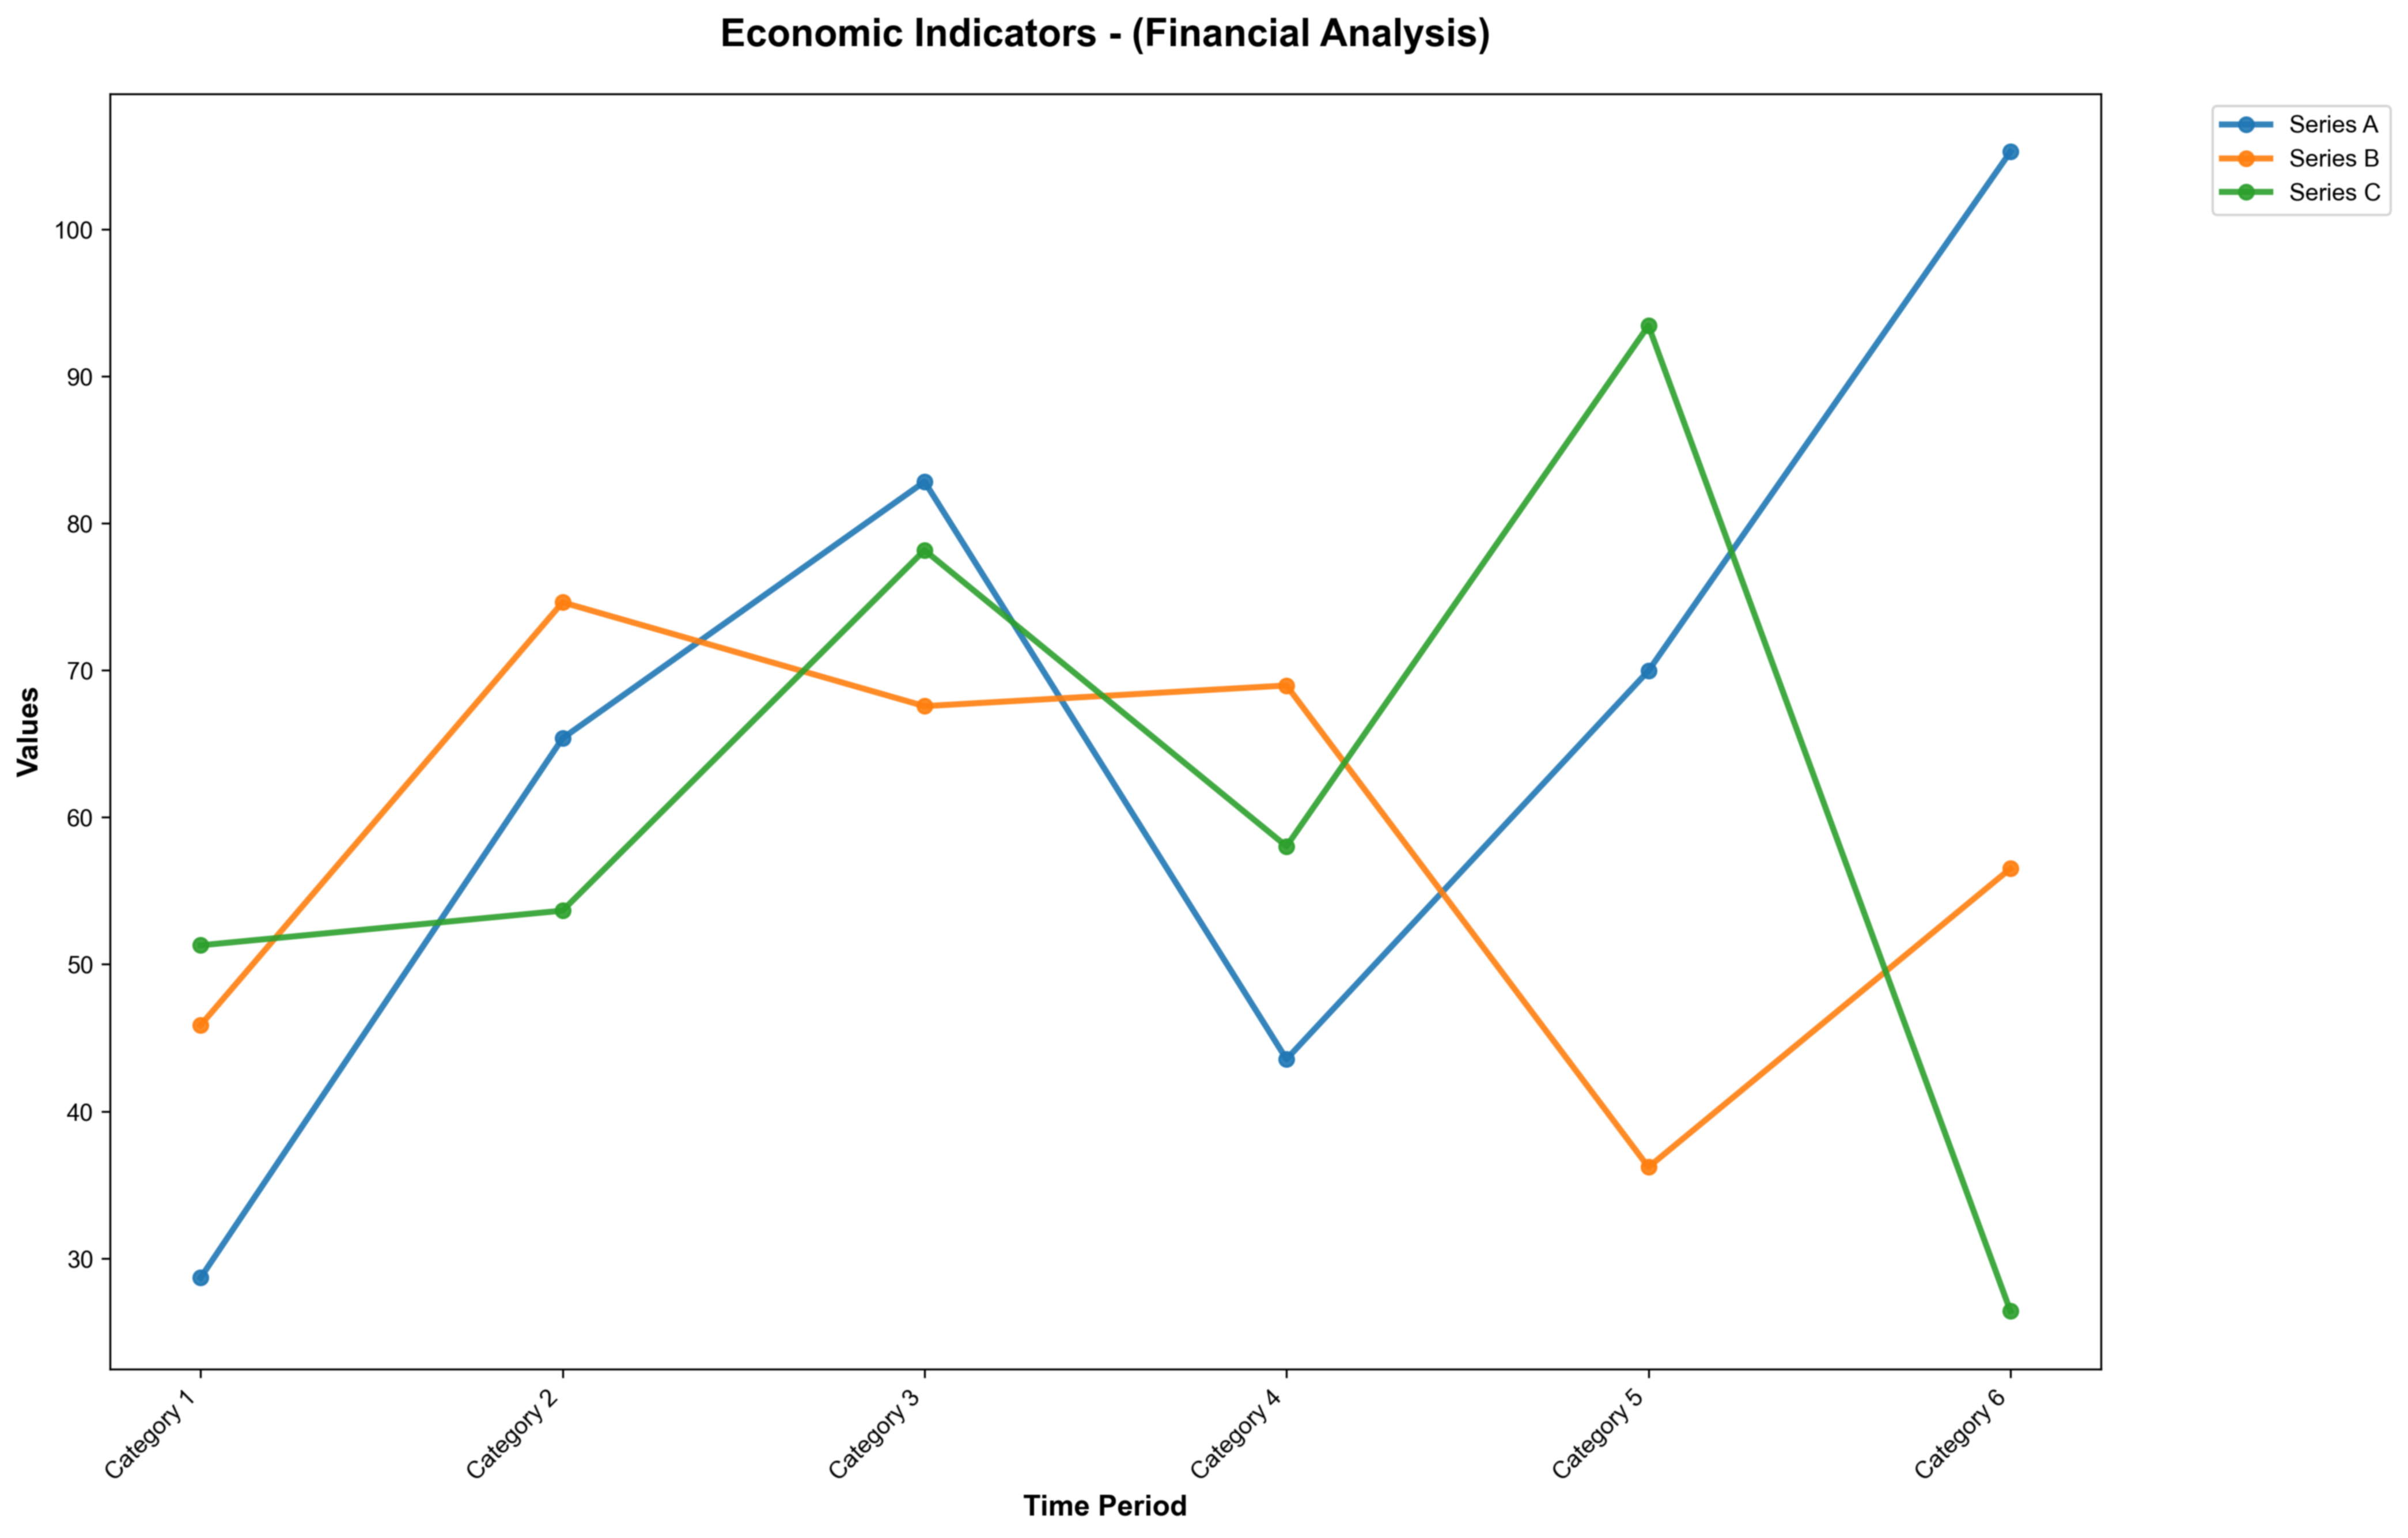 Economic Indicators - (Financial Analysis)
Series A
Series B
Series C
Values
100
90
80
70
60
50
40
30
Category 1
Category 2
Category 3
Category 4
Category 5
Category 6
Time Period